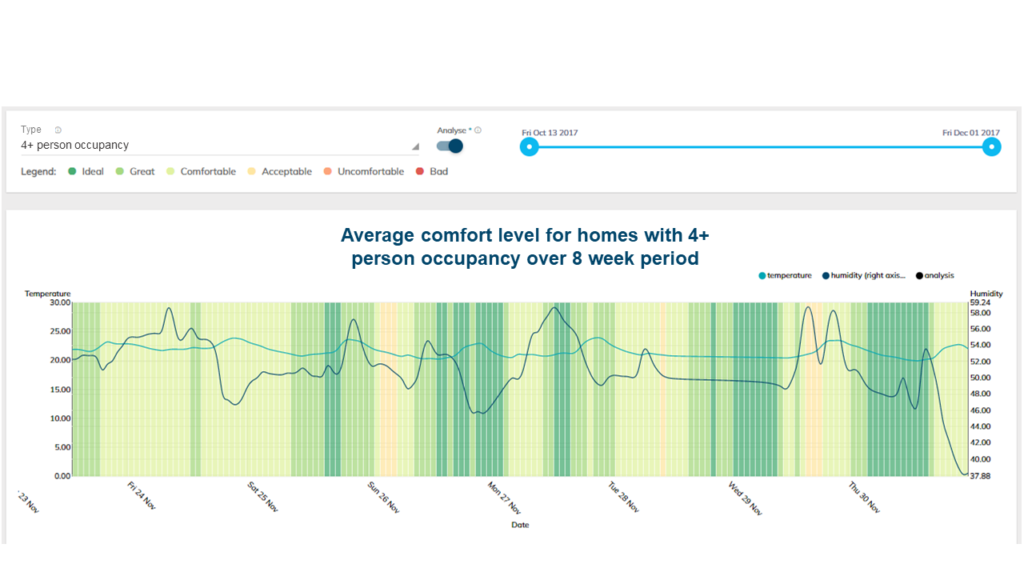 Type
4+ person occupancy
Analyse *
Fri Oct 13 2017
Fri Dec 01 2017
Legend: Ideal Great Comfortable Acceptable Uncomfortable Bad
Average comfort level for homes with 4+
person occupancy over 8 week period
temperature humidity (right axis... analysis
Temperature
Humidity
30.00
25.00
20.00
15.00
10.00
5.00
0.00
59.24
58.00
56.00
54.00
52.00
50.00
48.00
46.00
44.00
42.00
40.00
37.88
23 Nov
Fri 24 Nov
Sat 25 Nov
Sun 26 Nov
Mon 27 Nov
Tue 28 Nov
Wed 29 Nov
Thu 30 Nov
Date